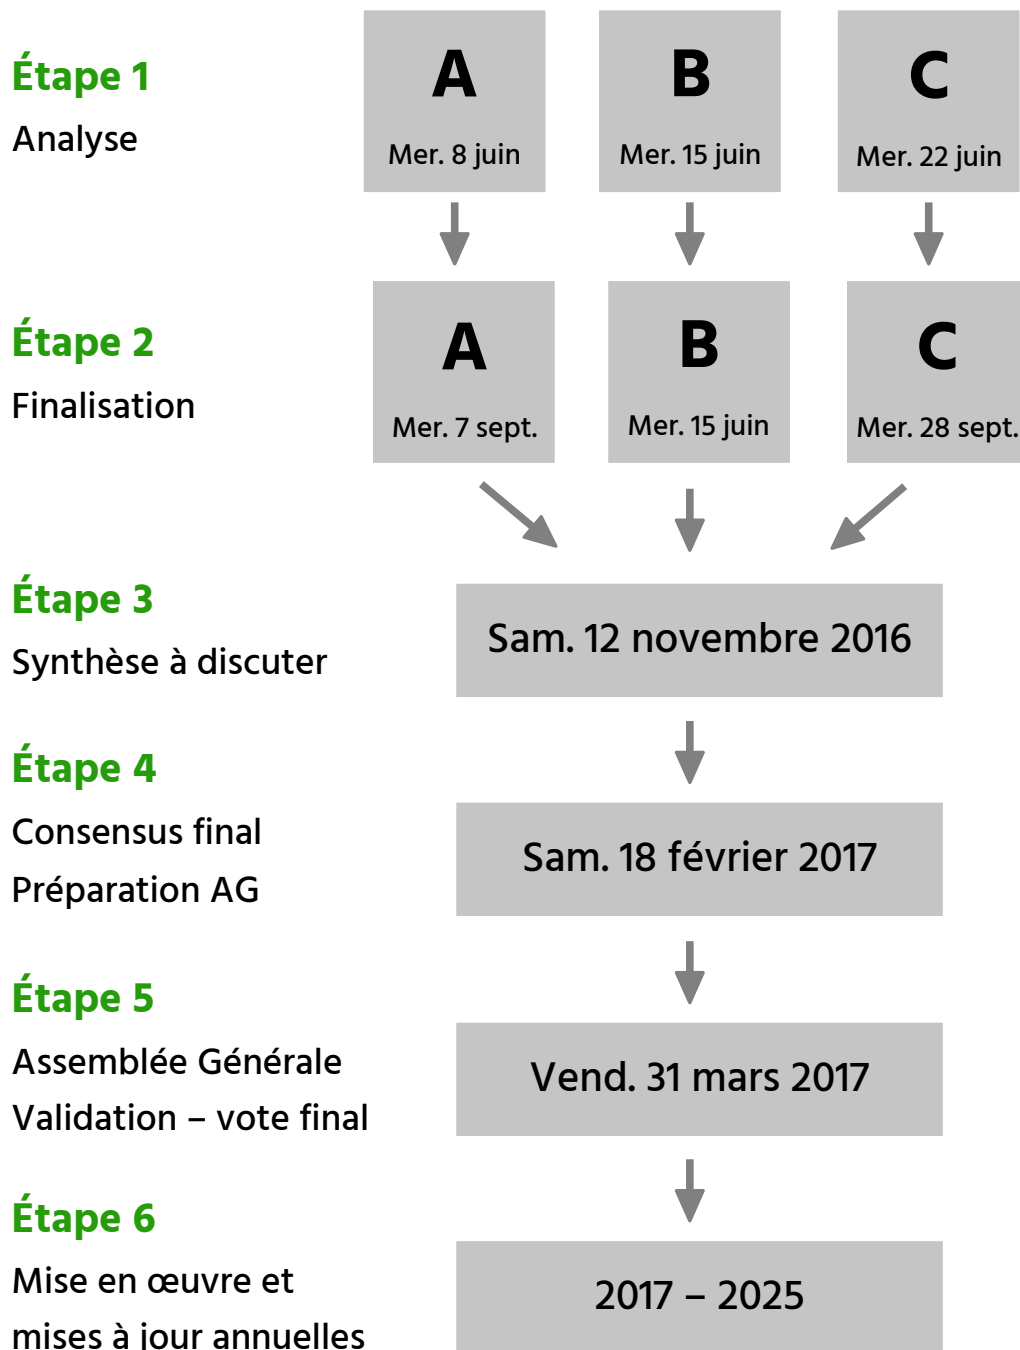 Étape 1
Analyse
A
Mer. 8 juin
B
Mer. 15 juin
C
Mer. 22 juin
Étape 2
Finalisation
A
Mer. 7 sept.
B
Mer. 15 juin
C
Mer. 28 sept.
Étape 3
Synthèse à discuter
Sam. 12 novembre 2016
Étape 4
Consensus final
Préparation AG
Sam. 18 février 2017
Étape 5
Assemblée Générale
Validation – vote final
Vend. 31 mars 2017
Étape 6
Mise en œuvre et
mises à jour annuelles
2017 – 2025